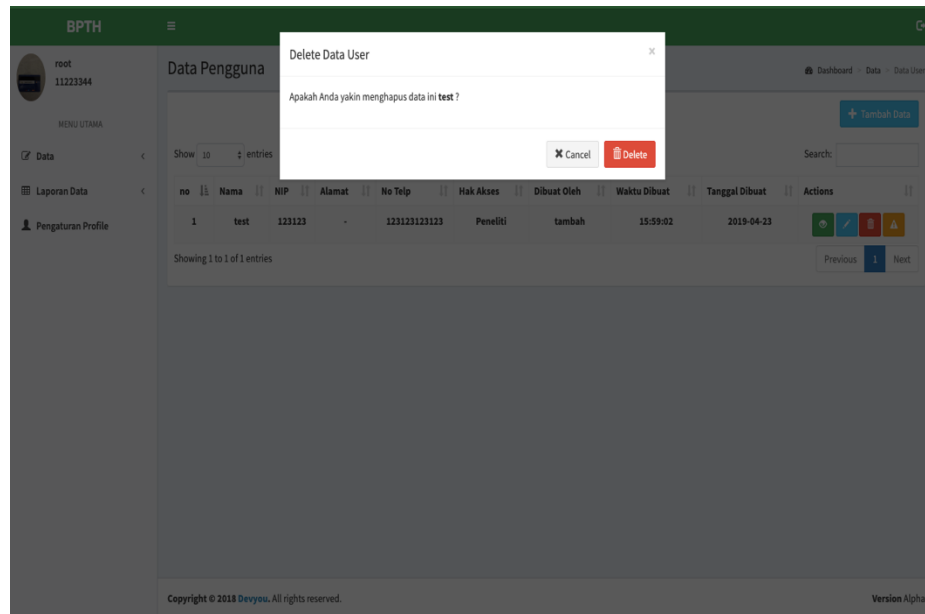 BPTH
root
11223344
MENU UTAMA
Data
Laporan Data
Pengaturan Profile
Delete Data User
×
Apakah Anda yakin menghapus data ini test ?
Cancel Delete
Data Pengguna
Dashboard > Data > Data User
Tambah Data
Show 10 entries Search:
no Nama NIP Alamat No Telp Hak Akses Dibuat Oleh Waktu Dibuat Tanggal Dibuat Actions
1 test 123123 - 123123123123 Peneliti tambah 15:59:02 2019-04-23
Showing 1 to 1 of 1 entries Previous 1 Next
Copyright © 2018 Devyou. All rights reserved. Version Alpha